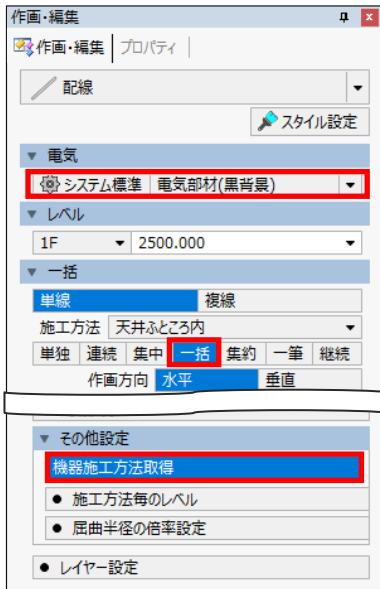 作画・編集
作画・編集 プロパティ
配線
スタイル設定
電気
システム標準 電気部材(黒背景)
レベル
1F 2500.000
一括
単線 複線
施工方法 天井ふところ内
単独 連続 集中 一括 集約 一筆 継続
作画方向 水平 垂直
その他設定
機器施工方法取得
● 施工方法毎のレベル
● 屈曲半径の倍率設定
● レイヤー設定